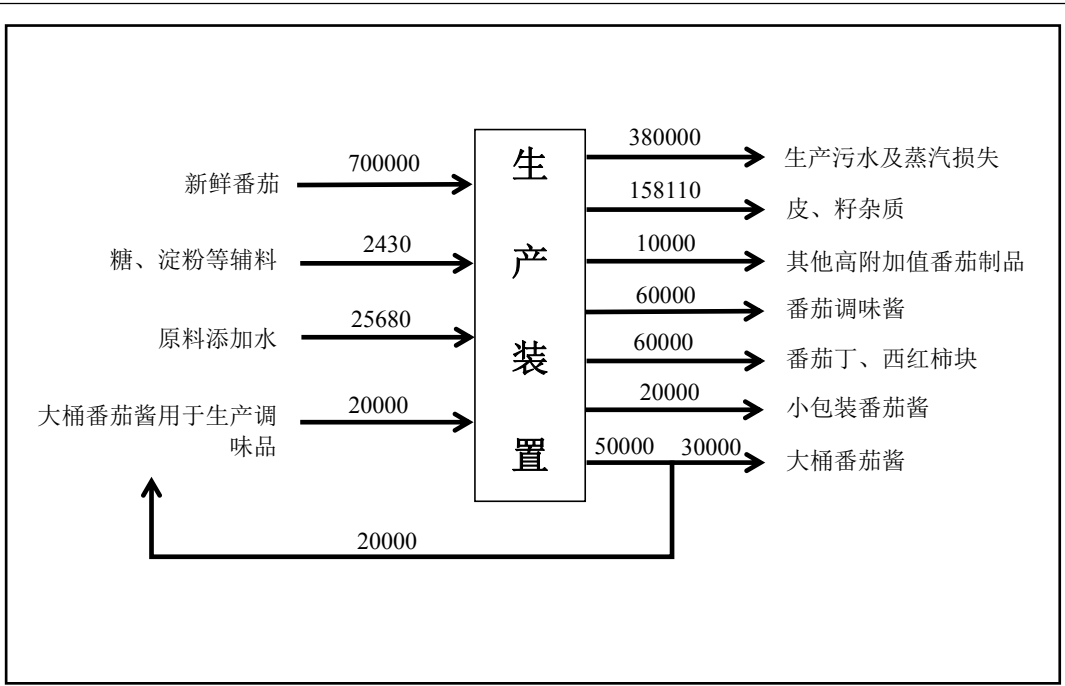 新鲜番茄
700000
糖、淀粉等辅料
2430
原料添加水
25680
大桶番茄酱用于生产调
味品
20000
生
产
装
置
380000
生产污水及蒸汽损失
158110
皮、籽杂质
10000
其他高附加值番茄制品
60000
番茄调味酱
60000
番茄丁、西红柿块
20000
小包装番茄酱
50000
30000
大桶番茄酱
20000